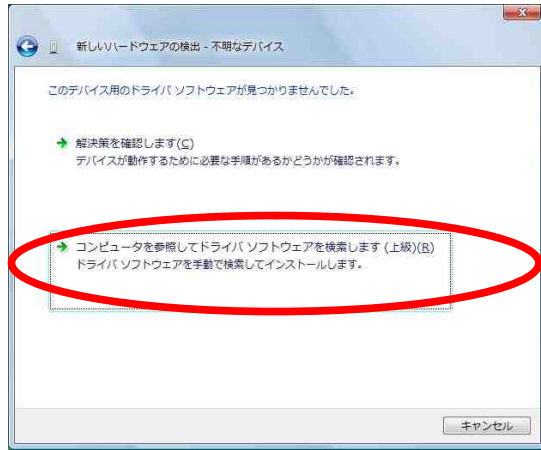 新しいハードウェアの検出 - 不明なデバイス
このデバイス用のドライバ ソフトウェアが見つかりませんでした。
解決策を確認します(C)
デバイスが動作するために必要な手順があるかどうかが確認されます。
コンピュータを参照してドライバ ソフトウェアを検索します (上級)(R)
ドライバ ソフトウェアを手動で検索してインストールします。
キャンセル